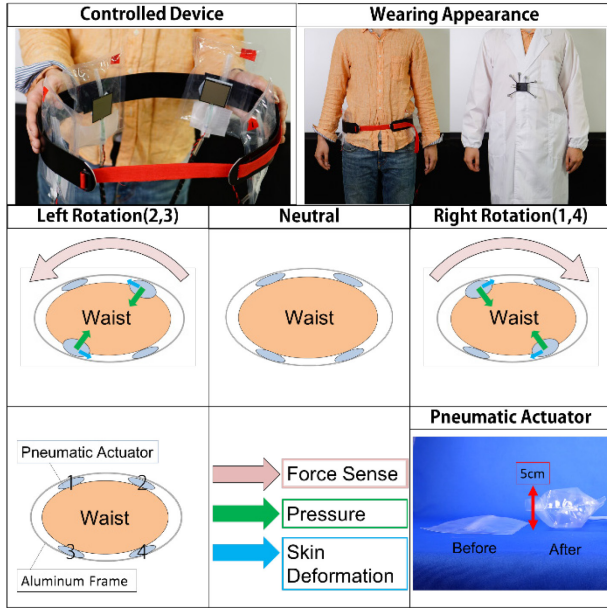 Controlled Device
Wearing Appearance
Left Rotation(2,3)
Neutral
Right Rotation(1,4)
Waist
Waist
Waist
Pneumatic Actuator
1
2
Waist
3
4
Aluminum Frame
Force Sense
Pressure
Skin
Deformation
Pneumatic Actuator
5cm
Before
After